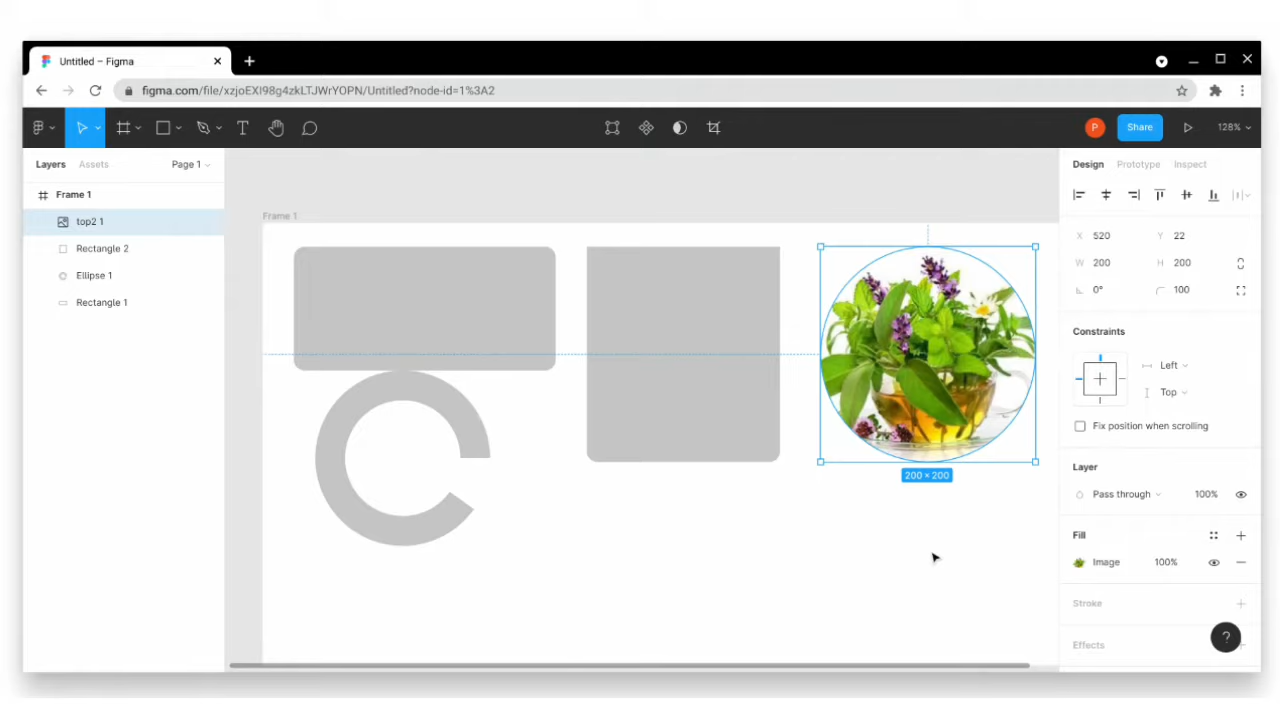 Untitled – Figma
figma.com/file/xzjoEXI98g4zkLTJWrYOPN/Untitled?node-id=1%3A2
T
P
Share
128%
Layers
Assets
Page 1
Design
Prototype
Inspect
Frame 1
top2 1
Rectangle 2
Ellipse 1
Rectangle 1
Frame 1
200 × 200
X 520 Y 22
W 200 H 200
0° 100
Constraints
Left
Top
Fix position when scrolling
Layer
Pass through 100%
Fill
Image 100%
Stroke
Effects
?